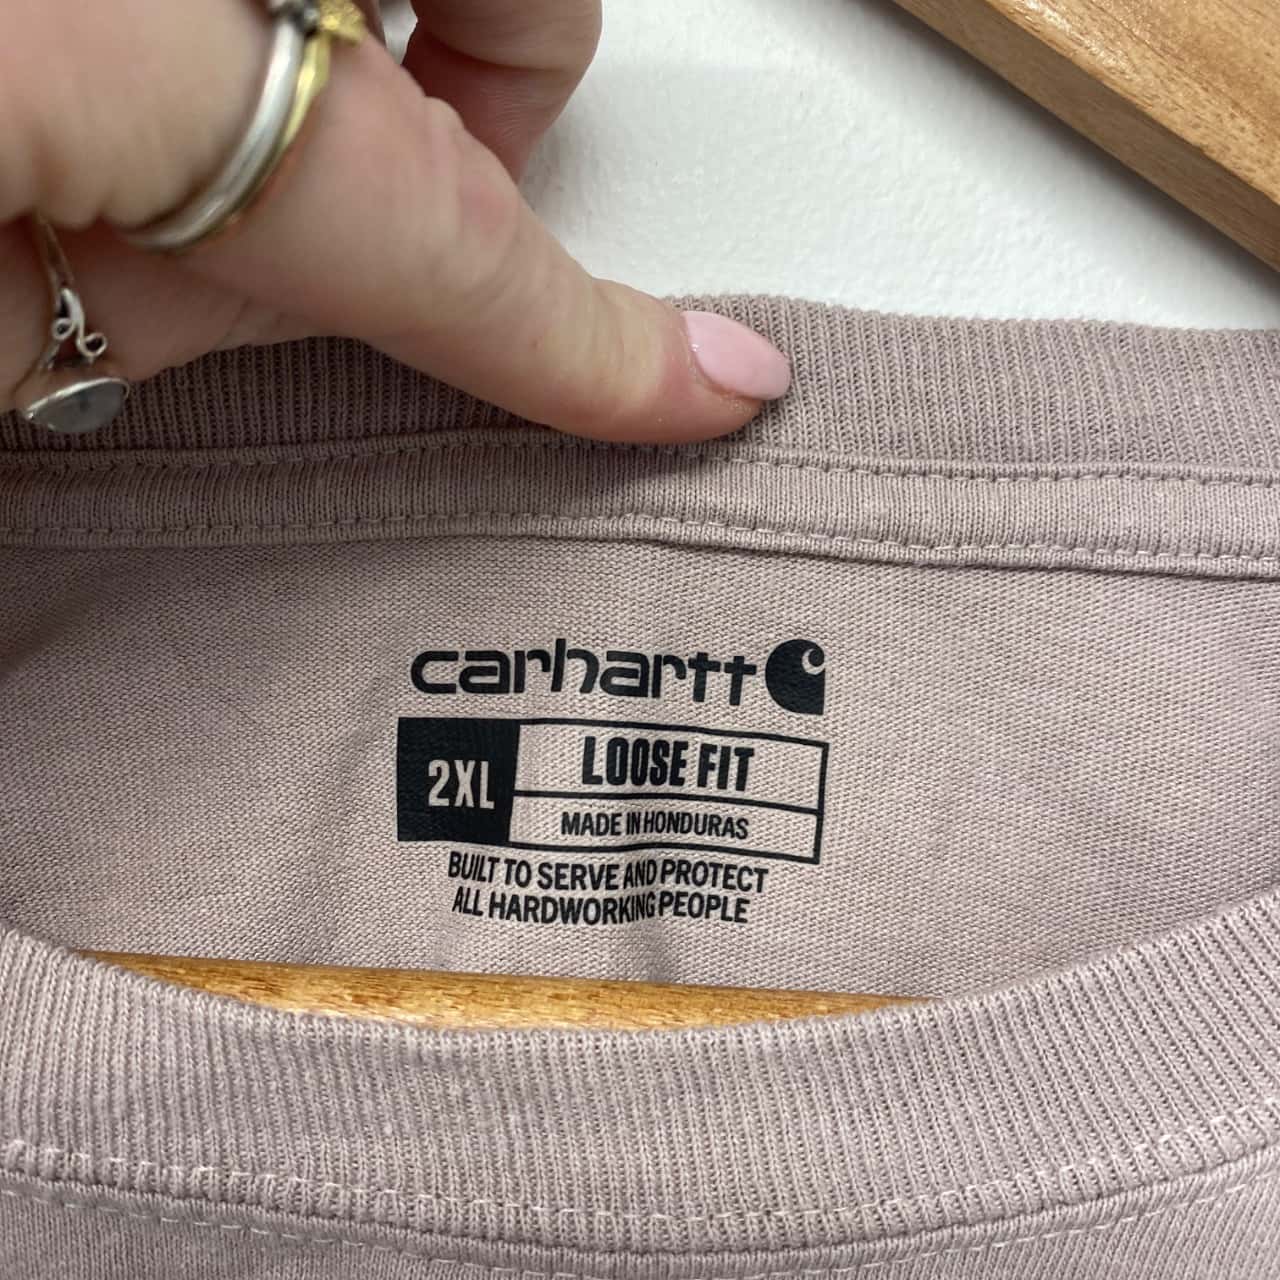 carhartt
2XL
LOOSE FIT
MADE IN HONDURAS
BUILT TO SERVE AND PROTECT
ALL HARDWORKING PEOPLE